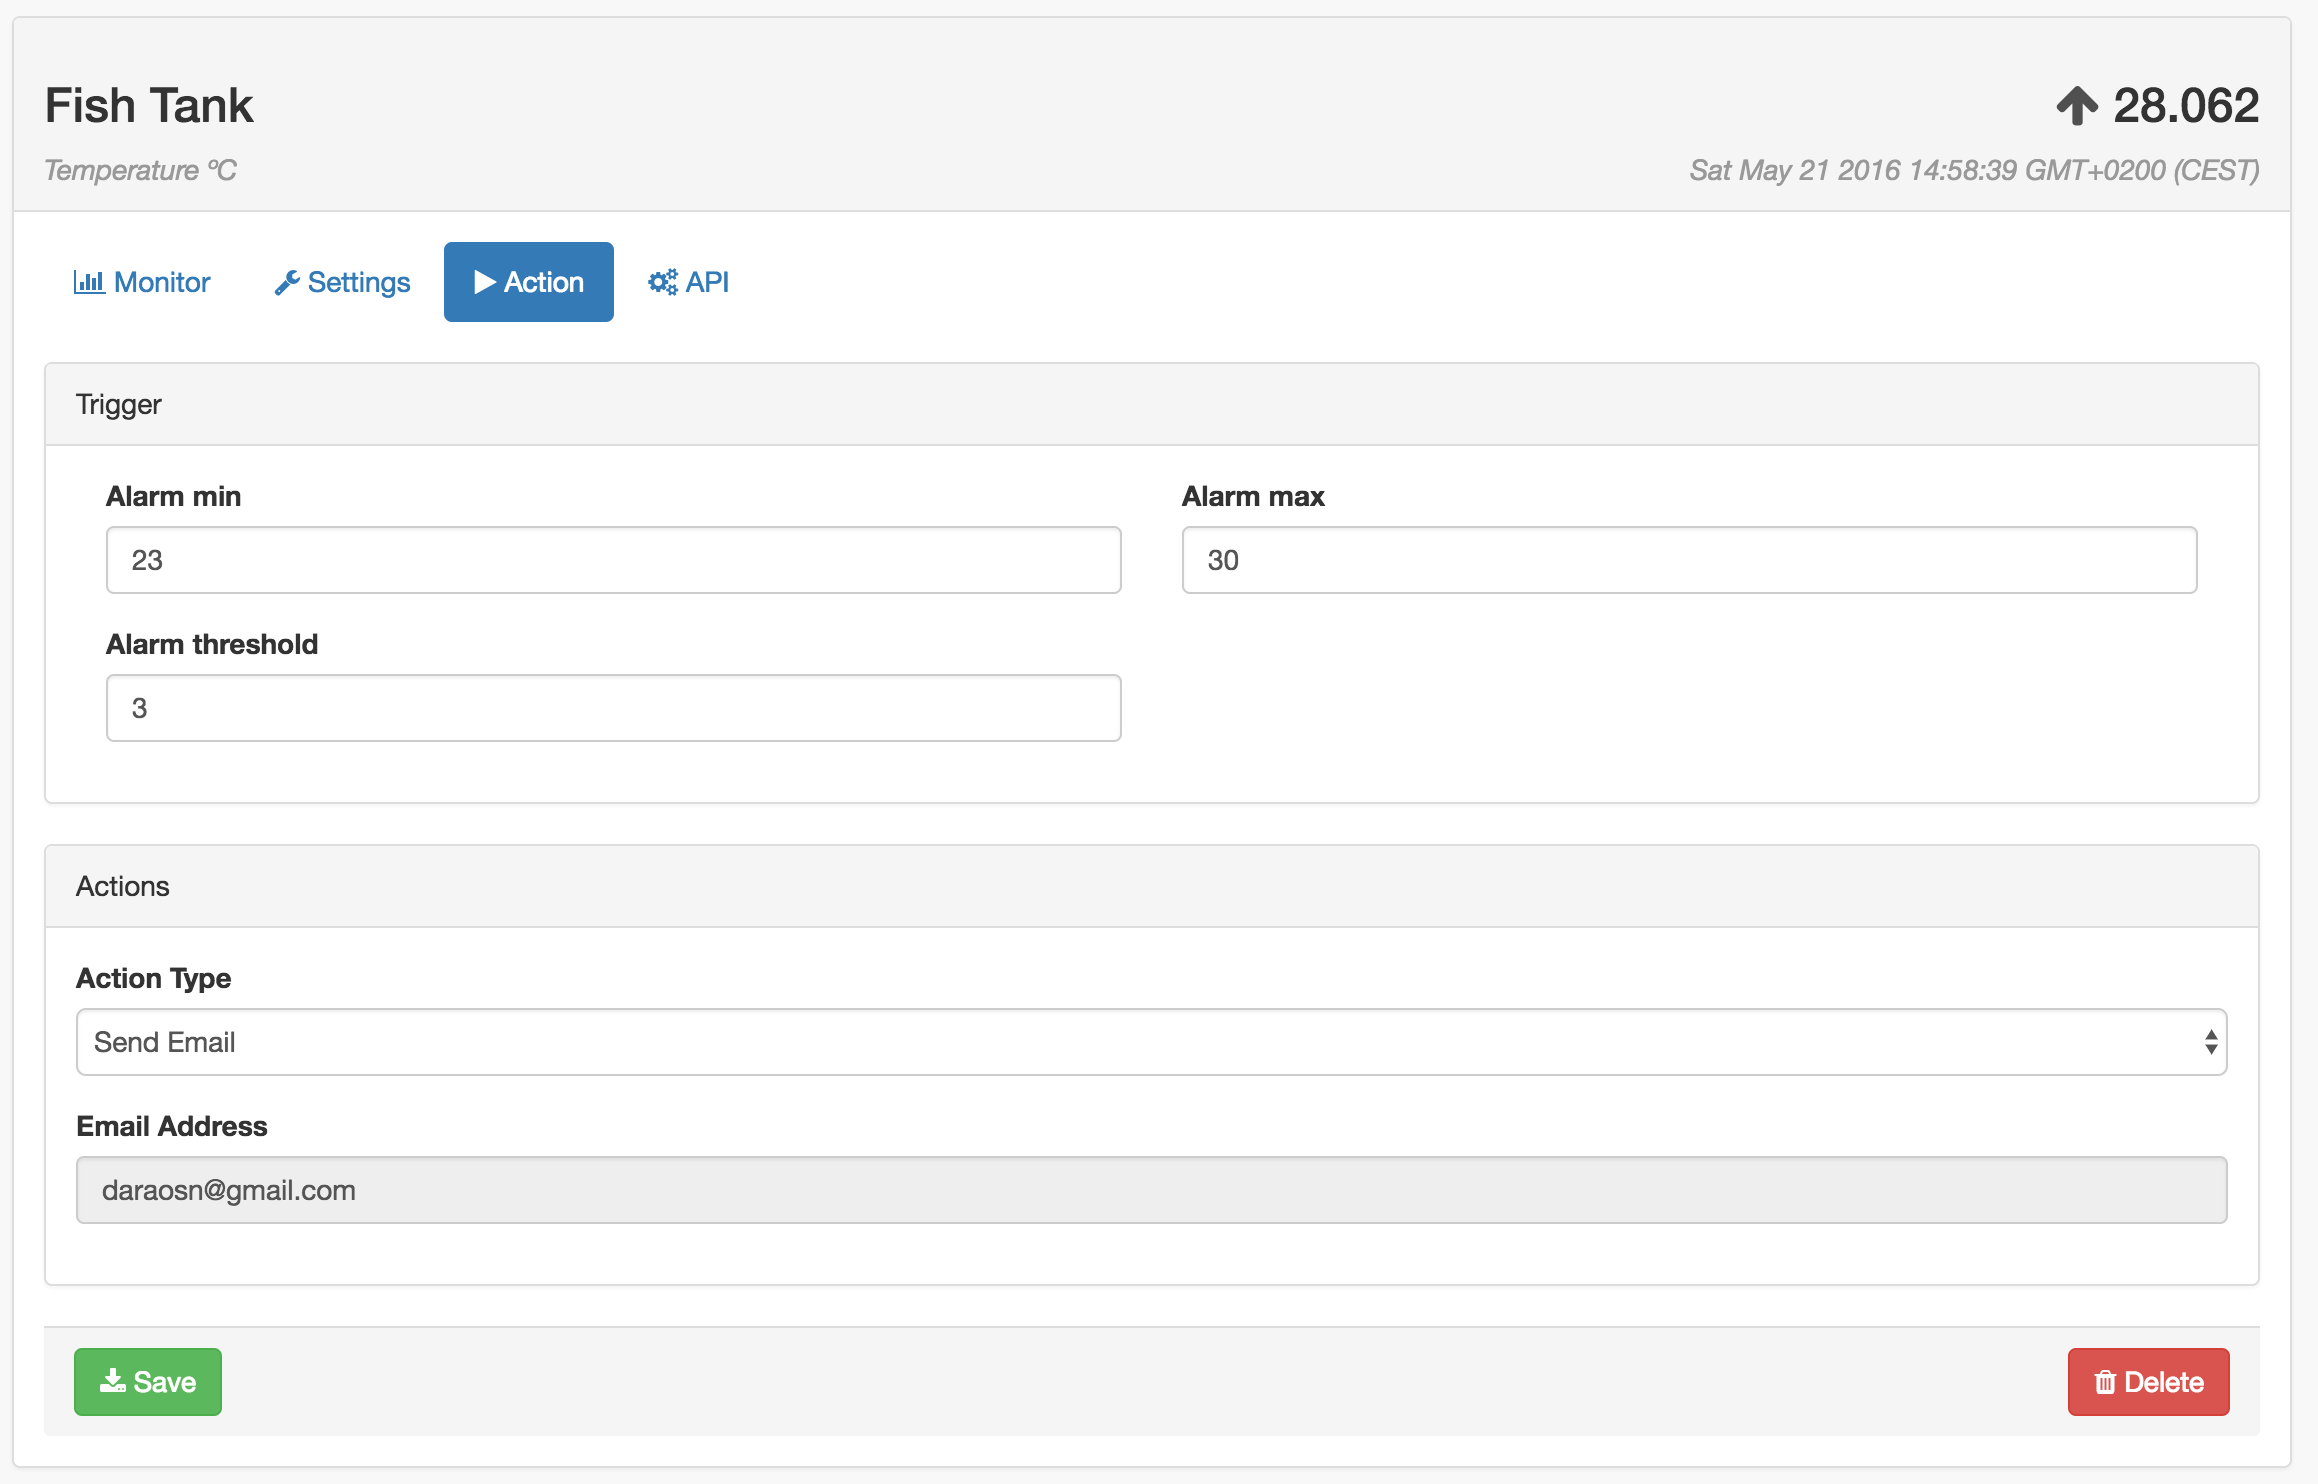 Fish Tank
28.062
Temperature ºC
Sat May 21 2016 14:58:39 GMT+0200 (CEST)
Monitor
Settings
Action
API
Trigger
Alarm min
Alarm max
23
30
Alarm threshold
3
Actions
Action Type
Send Email
Email Address
daraosn@gmail.com
Save
Delete